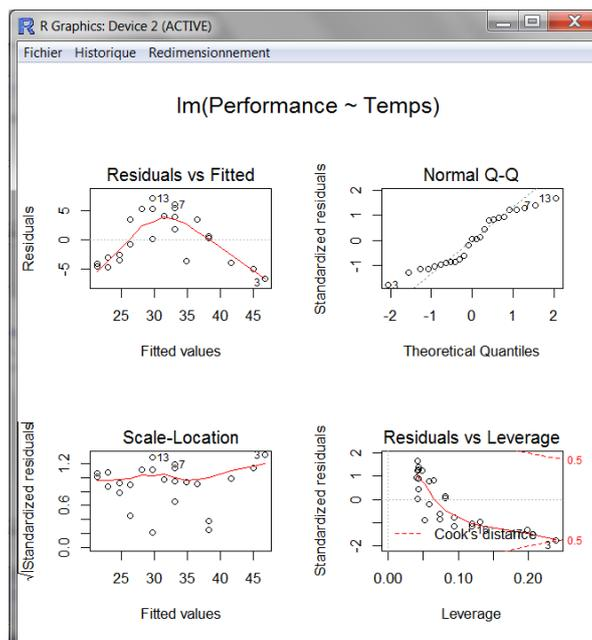 R Graphics: Device 2 (ACTIVE)
Fichier Historique Redimensionnement
lm(Performance ~ Temps)
Residuals vs Fitted
Residuals
5
0
-5
13
7
3
25 30 35 40 45
Fitted values
Normal Q-Q
Standardized residuals
2
1
0
-1
13
7
3
-2 -1 0 1 2
Theoretical Quantiles
Scale-Location
√|Standardized residuals|
1.2
0.6
0.0
13
7
3
25 30 35 40 45
Fitted values
Residuals vs Leverage
Standardized residuals
2
1
0
-2
0.5
0.5
Cook's distance
3
0.00 0.10 0.20
Leverage